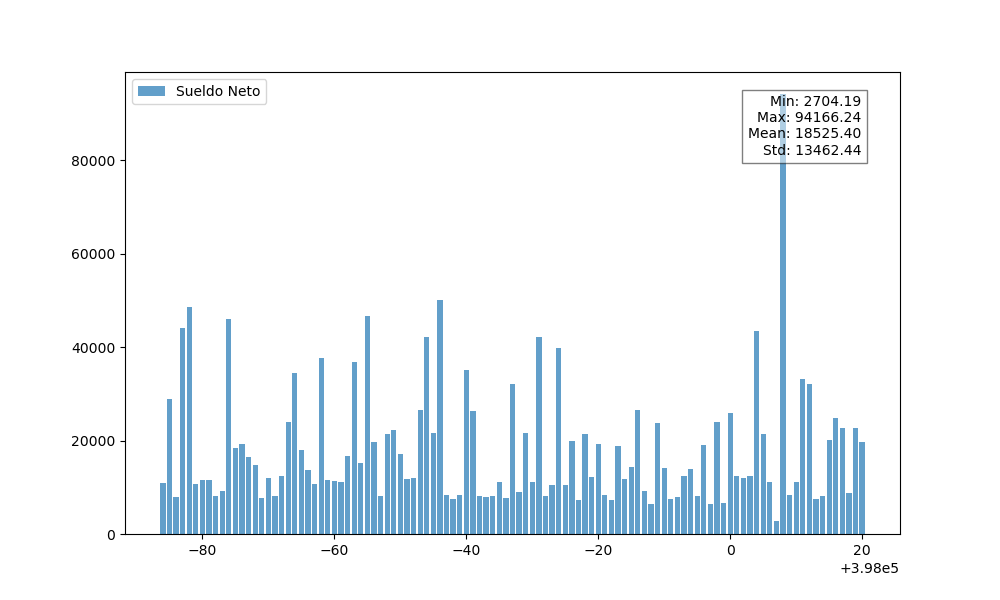 Sueldo Neto
Min: 2704.19
Max: 94166.24
Mean: 18525.40
Std: 13462.44
80000
60000
40000
20000
0
−80
−60
−40
−20
0
20
+3.98e5